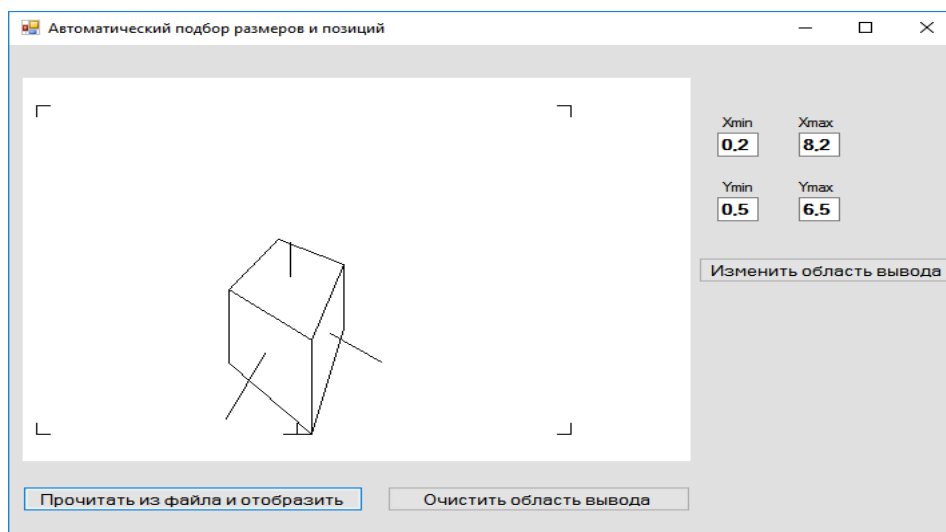 Автоматический подбор размеров и позиций
Xmin Xmax
0.2 8.2
Ymin Ymax
0.5 6.5
Изменить область вывода
Прочитать из файла и отобразить Очистить область вывода